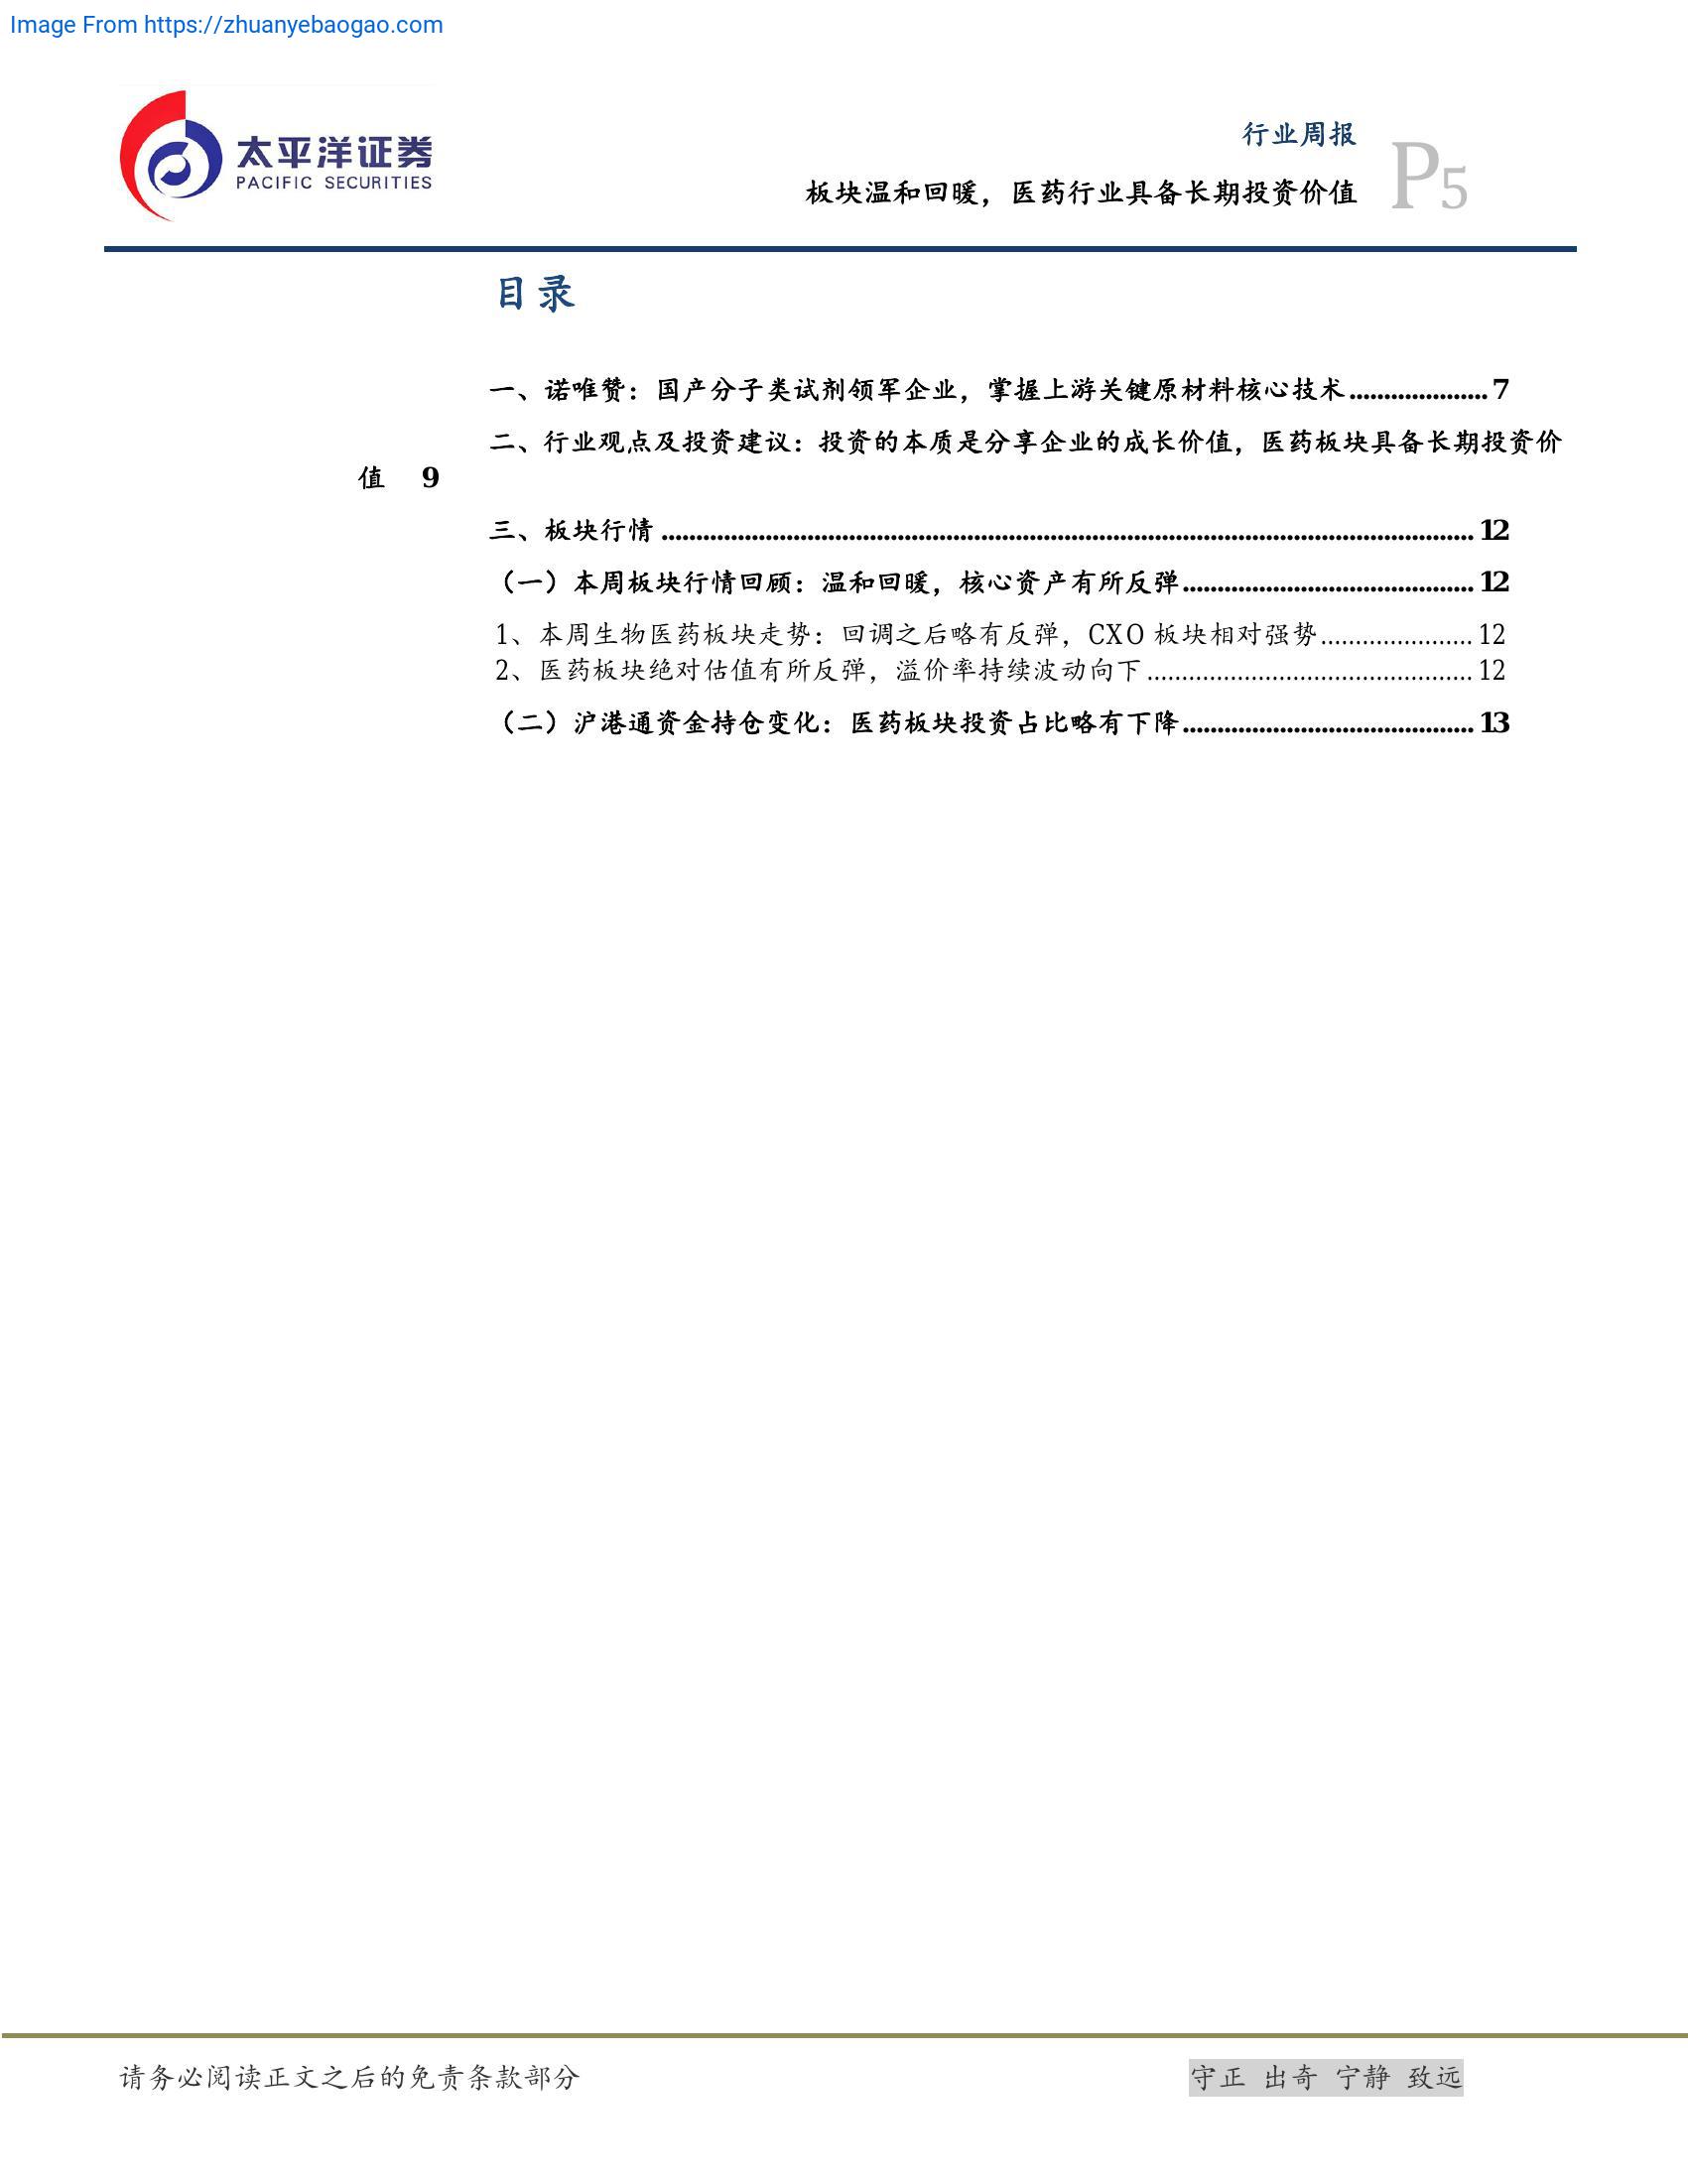 Image From https://zhuanyebaogao.com
太平洋证券
PACIFIC SECURITIES
行业周报
板块温和回暖，医药行业具备长期投资价值
P5
目录
一、诺唯赞：国产分子类试剂领军企业，掌握上游关键原材料核心技术.................... 7
二、行业观点及投资建议：投资的本质是分享企业的成长价值，医药板块具备长期投资价
值 9
三、板块行情..................................................................................................................... 12
（一）本周板块行情回顾：温和回暖，核心资产有所反弹.......................................... 12
1、本周生物医药板块走势：回调之后略有反弹，CXO 板块相对强势...................... 12
2、医药板块绝对估值有所反弹，溢价率持续波动向下............................................... 12
（二）沪港通资金持仓变化：医药板块投资占比略有下降.......................................... 13
请务必阅读正文之后的免责条款部分
守正 出奇 宁静 致远